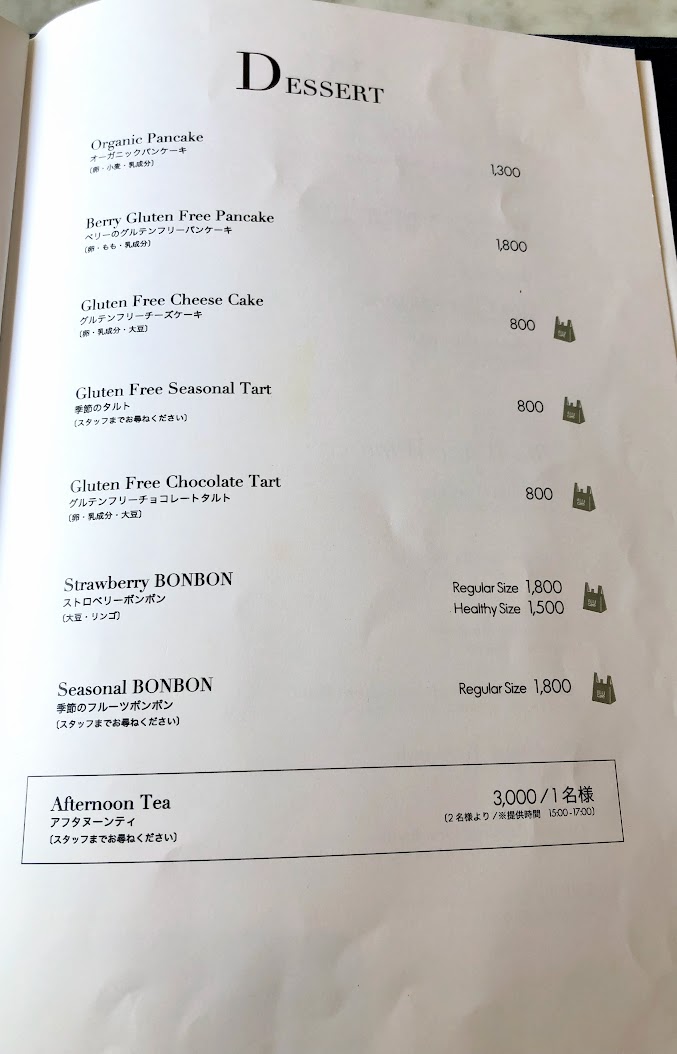 DESSERT
Organic Pancake
オーガニックパンケーキ
(卵・小麦・乳成分)
1,300
Berry Gluten Free Pancake
ベリーのグルテンフリーパンケーキ
(卵・もも・乳成分)
1,800
Gluten Free Cheese Cake
グルテンフリーチーズケーキ
(卵・乳成分・大豆)
800
Gluten Free Seasonal Tart
季節のタルト
(スタッフまでお尋ねください)
800
Gluten Free Chocolate Tart
グルテンフリーチョコレートタルト
(卵・乳成分・大豆)
800
Strawberry BONBON
ストロベリーボンボン
(大豆・リンゴ)
Regular Size 1,800
Healthy Size 1,500
Seasonal BONBON
季節のフルーツボンボン
(スタッフまでお尋ねください)
Regular Size 1,800
Afternoon Tea
アフタヌーンティ
(スタッフまでお尋ねください)
3,000/1名様
(2名様より/※提供時間 15:00-17:00)